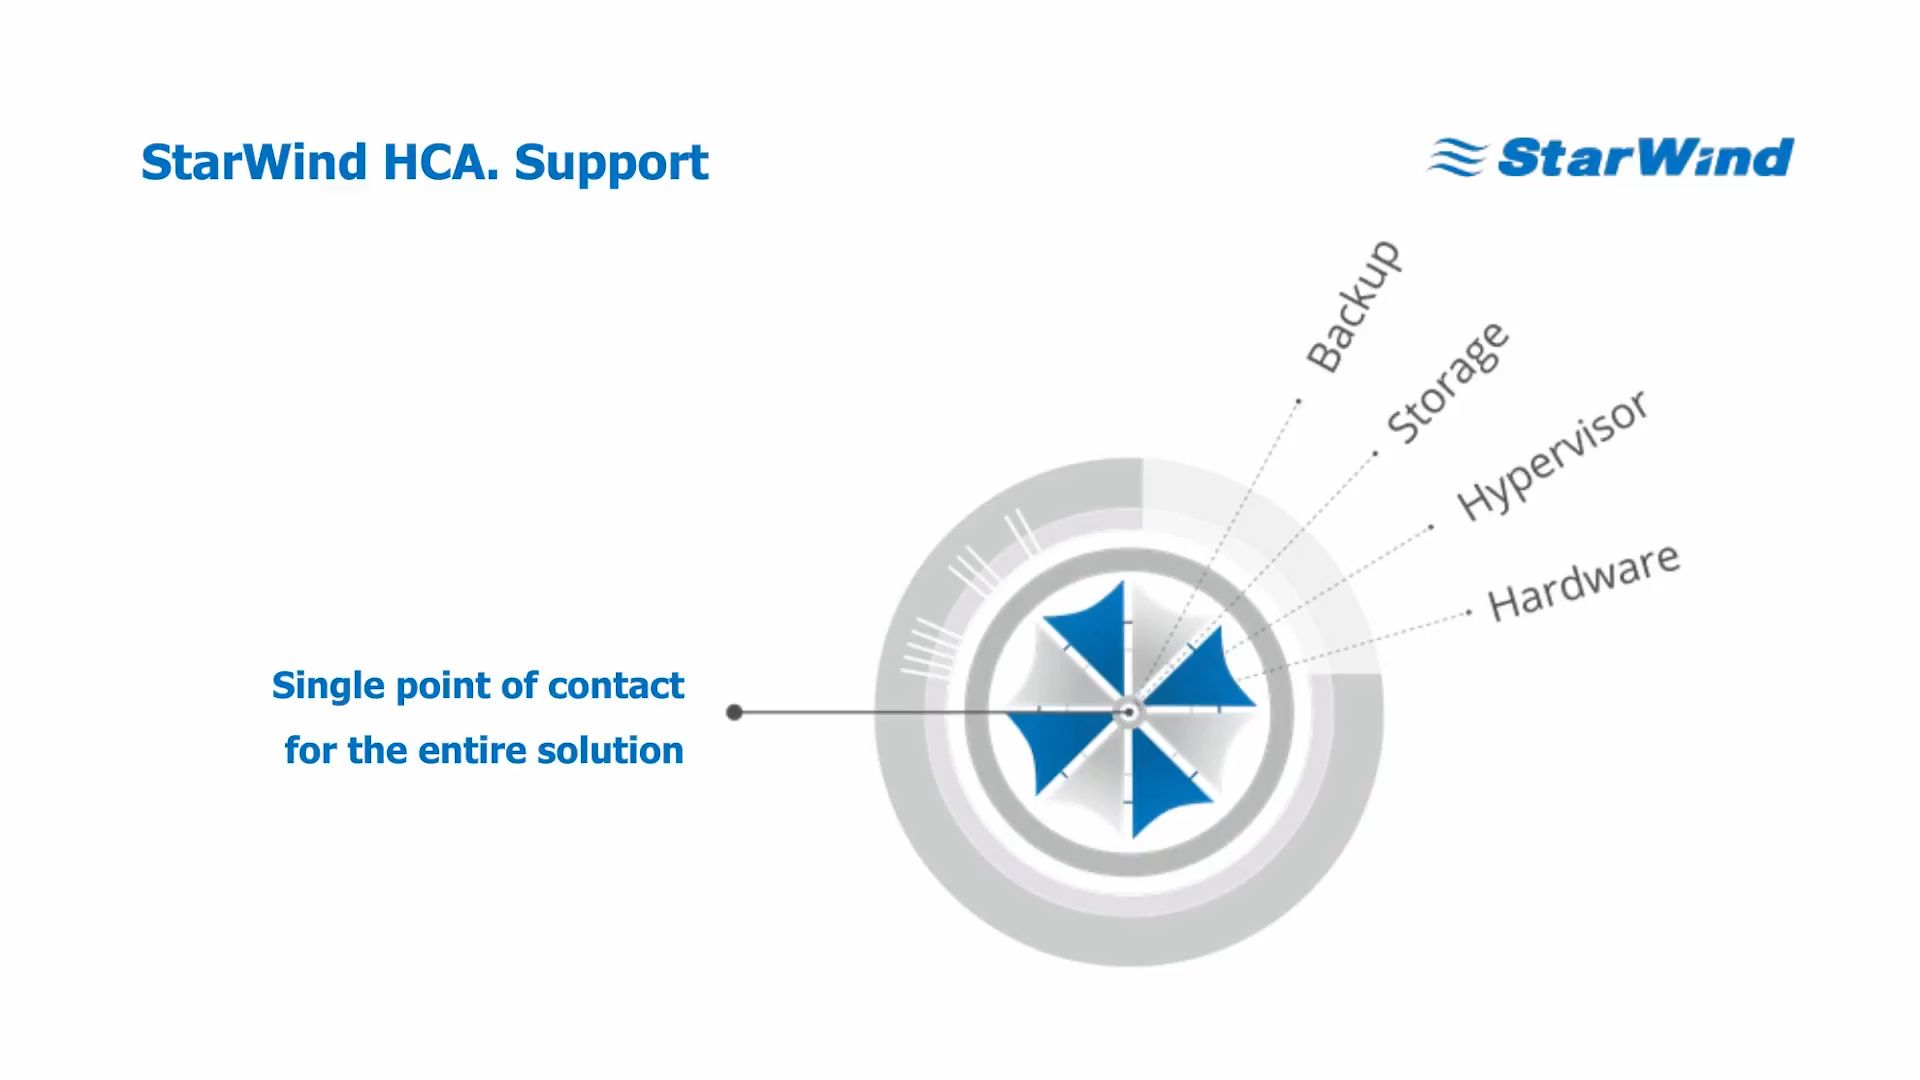 StarWind HCA. Support
StarWind
Backup
Storage
Hypervisor
Hardware
Single point of contact
for the entire solution